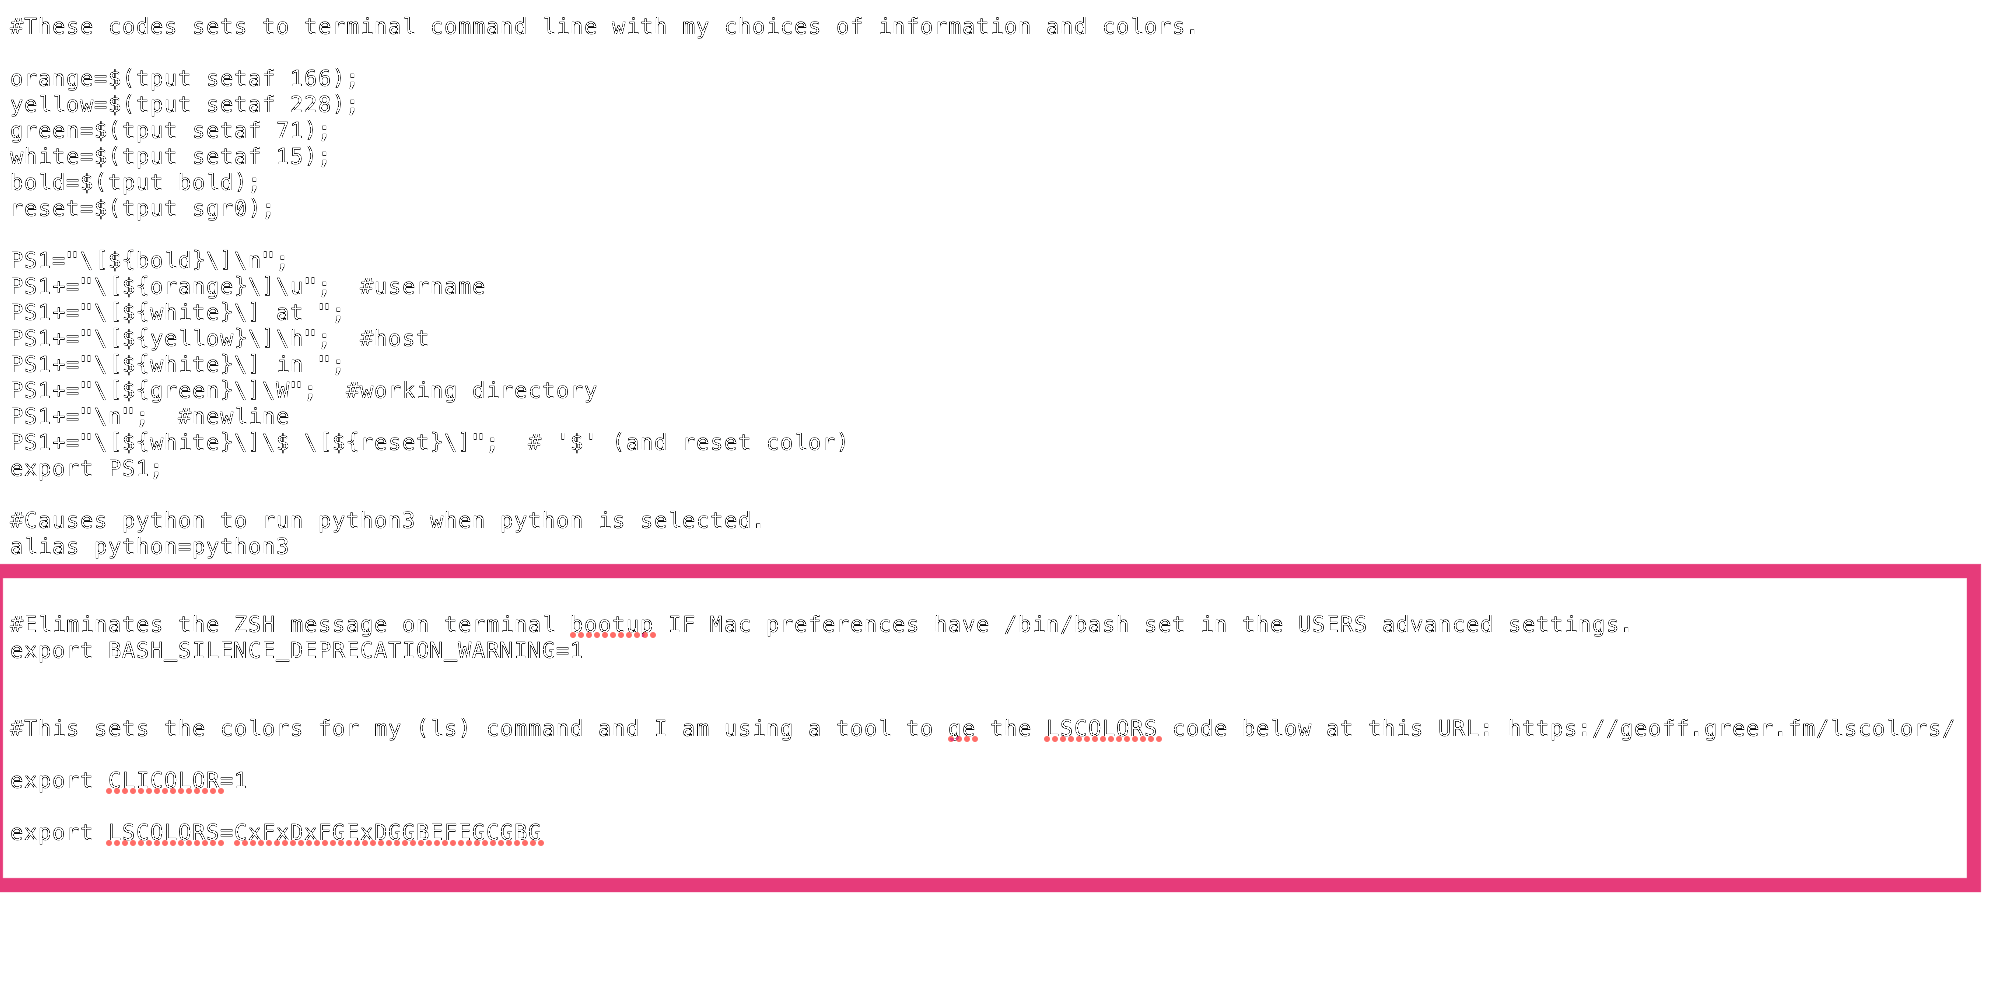 #These codes sets to terminal command line with my choices of information and colors.
orange=$(tput setaf 166);
yellow=$(tput setaf 228);
green=$(tput setaf 71);
white=$(tput setaf 15);
bold=$(tput bold);
reset=$(tput sgr0);
PS1="\[${bold}\]\n";
PS1+="\[${orange}\]\u";  #username
PS1+="\[${white}\] at ";
PS1+="\[${yellow}\]\h";  #host
PS1+="\[${white}\] in ";
PS1+="\[${green}\]\W";  #working directory
PS1+="\n";  #newline
PS1+="\[${white}\]\$ \[${reset}\]";  # '$' (and reset color)
export PS1;
#Causes python to run python3 when python is selected.
alias python=python3
#Eliminates the ZSH message on terminal bootup IF Mac preferences have /bin/bash set in the USERS advanced settings.
export BASH_SILENCE_DEPRECATION_WARNING=1
#This sets the colors for my (ls) command and I am using a tool to ge the LSCOLORS code below at this URL: https://geoff.greer.fm/lscolors/
export CLICOLOR=1
export LSCOLORS=CxFxDxFGExDGGBEFEGCGBG